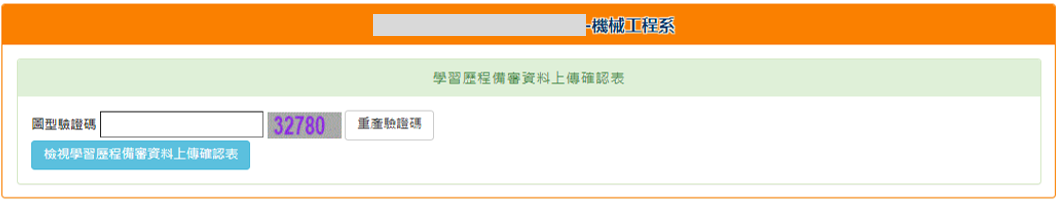 -機械工程系
學習歷程備審資料上傳確認表
圖型驗證碼 32780 重產驗證碼
檢視學習歷程備審資料上傳確認表